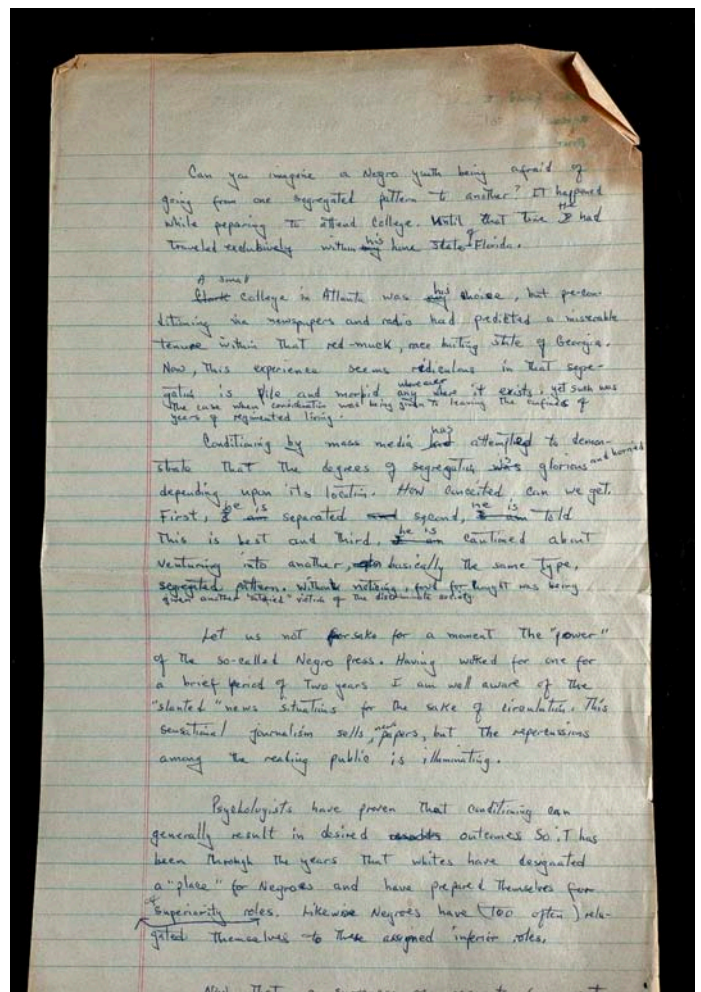 Can you imagine a Negro youth being afraid of
going from one segregated pattern to another? It happened
while preparing to attend College. Until that time he had
traveled exclusively within his home State of Florida.
A small
College in Atlanta was his choice, but pre-con-
ditioning via newspapers and radio had predicted a miserable
tenure within that red-muck, race baiting state of Georgia.
Now, this experience seems ridiculous in that segre-
gation is vile and morbid where ever it exists, yet such was
the case when consideration was being given to leaving the confines of
years of regimented living.
Conditioning by mass media has attempted to demon-
strate that the degrees of segregation is glorious and horrid
depending upon its location. How conceited can we get.
First, he is separated second, he is told
this is best and third, he is cautioned about
venturing into another, basically the same type,
segregated pattern. Without noticing, food for thought was being
given another victim of the society.
Let us not forsake for a moment the "power"
of the so-called Negro press. Having worked for one for
a brief period of two years I am well aware of the
"slanted" news situations for the sake of circulation. This
sensational journalism sells news papers, but the repercussions
among the reading public is illuminating.
Psychologists have proven that conditioning can
generally result in desired outcomes So it has
been through the years that whites have designated
a "place" for Negroes and have prepared themselves for
superiority roles. Likewise Negroes have (too often) rele-
gated themselves to these assigned inferior roles.